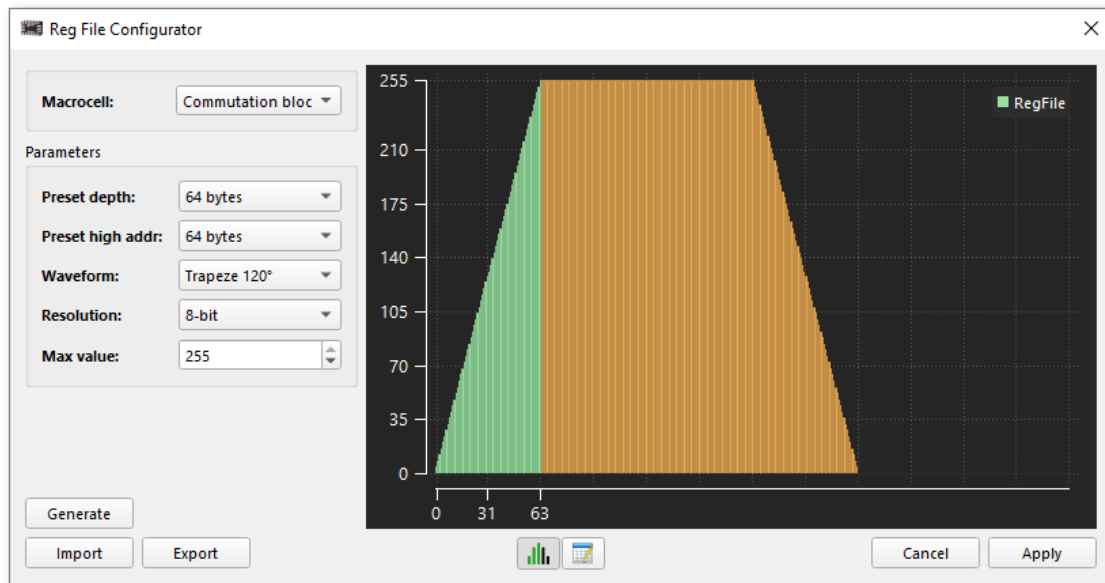 Reg File Configurator
Macrocell: Commutation bloc
Parameters
Preset depth: 64 bytes
Preset high addr: 64 bytes
Waveform: Trapeze 120°
Resolution: 8-bit
Max value: 255
Generate
Import Export
255
210
175
140
105
70
35
0
0 31 63
RegFile
Cancel Apply